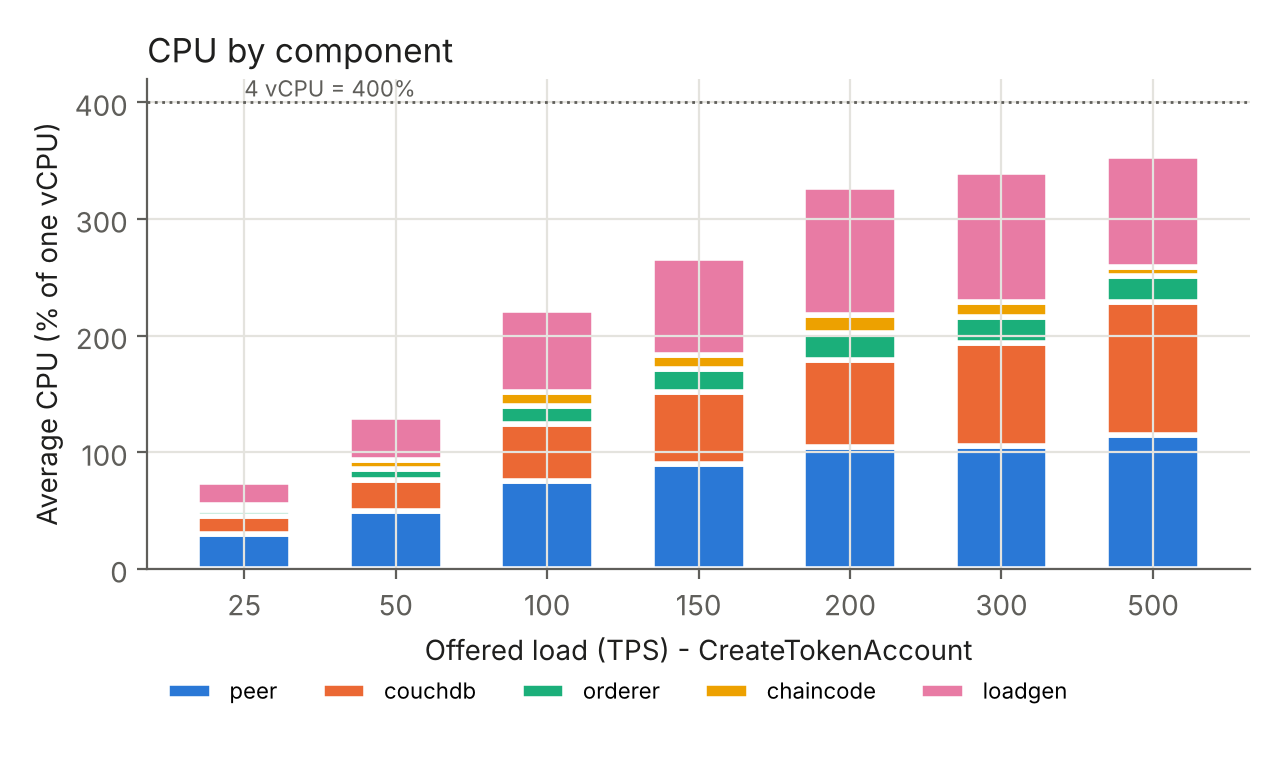 CPU by component
4 vCPU = 400%
Average CPU (% of one vCPU)
400
300
200
100
0
25 50 100 150 200 300 500
Offered load (TPS) - CreateTokenAccount
peer couchdb orderer chaincode loadgen